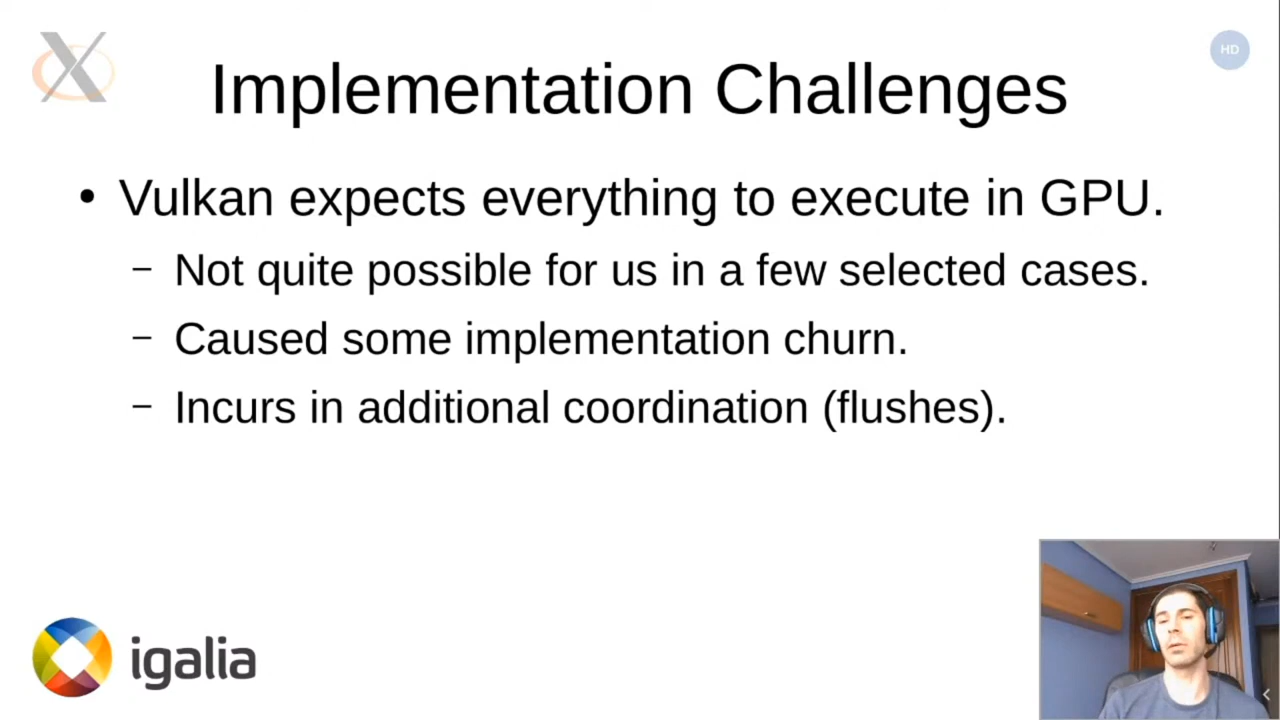 HD
Implementation Challenges
• Vulkan expects everything to execute in GPU.
– Not quite possible for us in a few selected cases.
– Caused some implementation churn.
– Incurs in additional coordination (flushes).
igalia